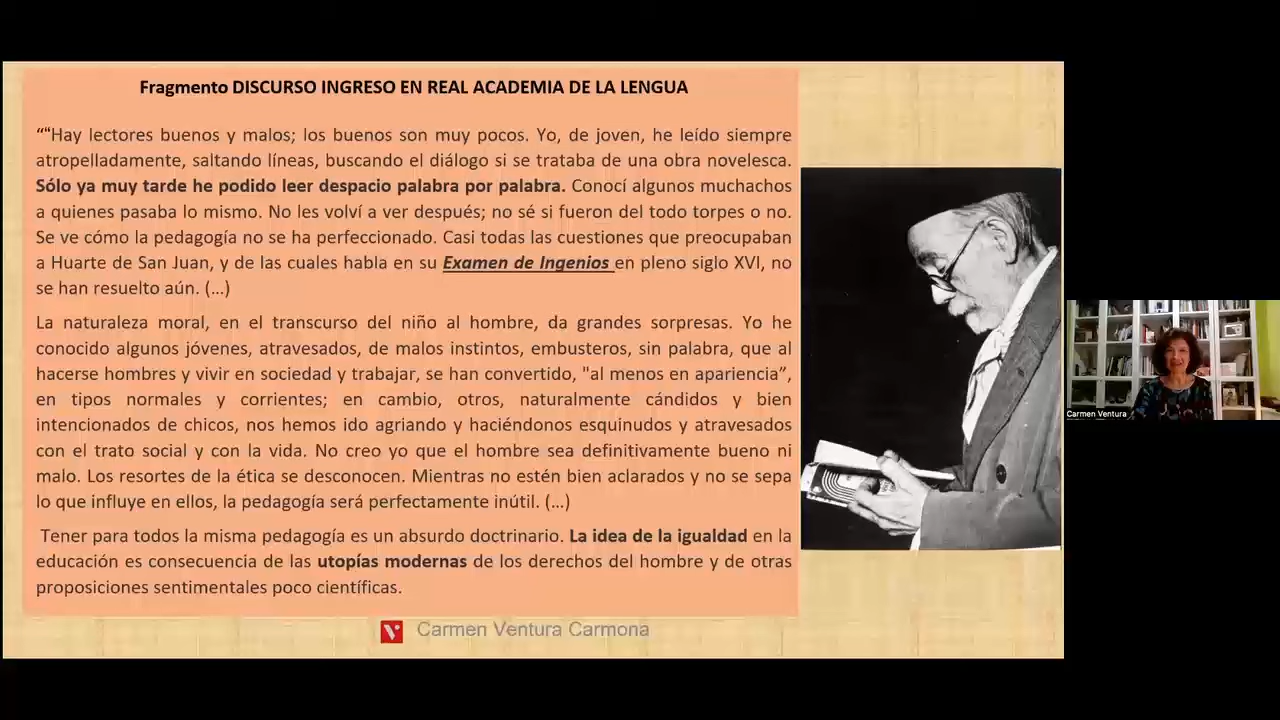 Fragmento DISCURSO INGRESO EN REAL ACADEMIA DE LA LENGUA
““Hay lectores buenos y malos; los buenos son muy pocos. Yo, de joven, he leído siempre
atropelladamente, saltando líneas, buscando el diálogo si se trataba de una obra novelesca.
Sólo ya muy tarde he podido leer despacio palabra por palabra. Conocí algunos muchachos
a quienes pasaba lo mismo. No les volví a ver después; no sé si fueron del todo torpes o no.
Se ve cómo la pedagogía no se ha perfeccionado. Casi todas las cuestiones que preocupaban
a Huarte de San Juan, y de las cuales habla en su Examen de Ingenios en pleno siglo XVI, no
se han resuelto aún. (…)
La naturaleza moral, en el transcurso del niño al hombre, da grandes sorpresas. Yo he
conocido algunos jóvenes, atravesados, de malos instintos, embusteros, sin palabra, que al
hacerse hombres y vivir en sociedad y trabajar, se han convertido, "al menos en apariencia”,
en tipos normales y corrientes; en cambio, otros, naturalmente cándidos y bien
intencionados de chicos, nos hemos ido agriando y haciéndonos esquinudos y atravesados
con el trato social y con la vida. No creo yo que el hombre sea definitivamente bueno ni
malo. Los resortes de la ética se desconocen. Mientras no estén bien aclarados y no se sepa
lo que influye en ellos, la pedagogía será perfectamente inútil. (…)
Tener para todos la misma pedagogía es un absurdo doctrinario. La idea de la igualdad en la
educación es consecuencia de las utopías modernas de los derechos del hombre y de otras
proposiciones sentimentales poco científicas.
Carmen Ventura Carmona
Carmen Ventura